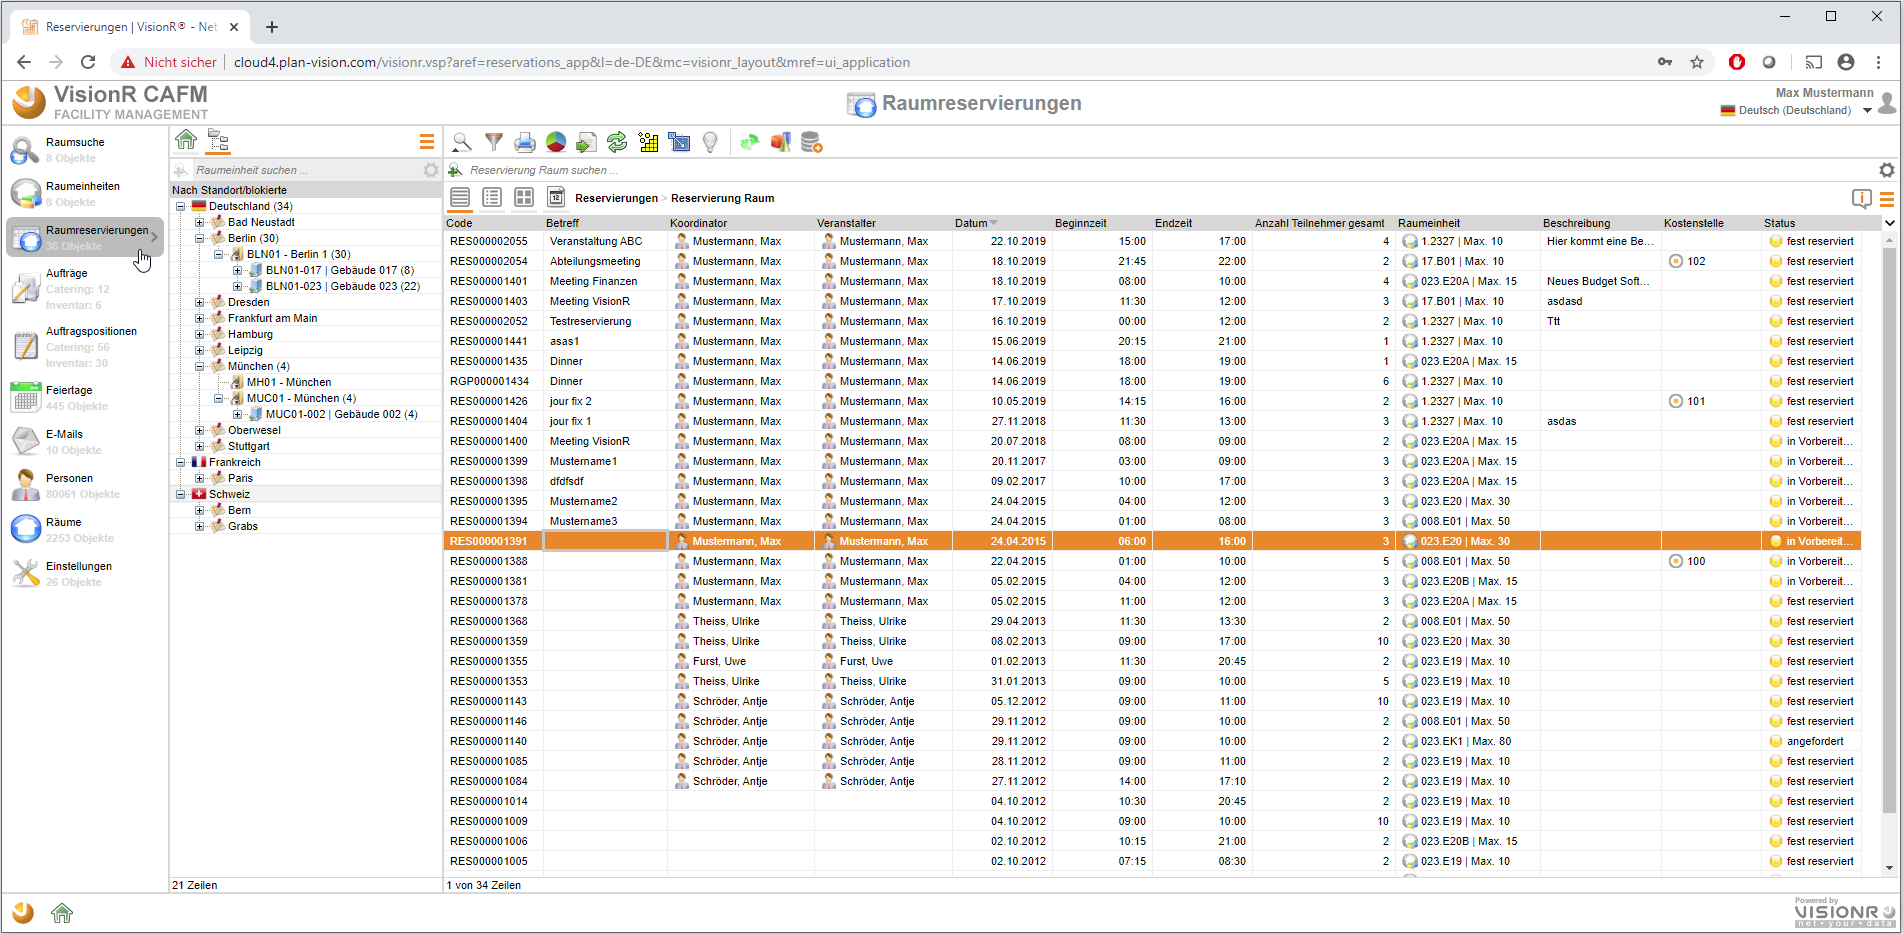 Reservierungen | VisionR® - Net
Nicht sicher | cloud4.plan-vision.com/visionr.vsp?aref=reservations_app&l=de-DE&mc=visionr_layout&mref=ui_application
VisionR CAFM
FACILITY MANAGEMENT
Raumreservierungen
Max Mustermann
Deutsch (Deutschland)
Raumsuche
8 Objekte
Raumeinheiten
8 Objekte
Raumreservierungen
36 Objekte
Aufträge
Catering: 12
Inventar: 6
Auftragspositionen
Catering: 56
Inventar: 30
Feiertage
445 Objekte
E-Mails
10 Objekte
Personen
80061 Objekte
Räume
2253 Objekte
Einstellungen
26 Objekte
Raumeinheit suchen ...
Nach Standort/blokierte
Deutschland (34)
Bad Neustadt
Berlin (30)
BLN01 - Berlin 1 (30)
BLN01-017 | Gebäude 017 (8)
BLN01-023 | Gebäude 023 (22)
Dresden
Frankfurt am Main
Hamburg
Leipzig
München (4)
MH01 - München
MUC01 - München (4)
MUC01-002 | Gebäude 002 (4)
Oberwesel
Stuttgart
Frankreich
Paris
Schweiz
Bern
Grabs
21 Zeilen
Reservierung Raum suchen ...
12
Reservierungen > Reservierung Raum
Code Betreff Koordinator Veranstalter Datum Beginnzeit Endzeit Anzahl Teilnehmer gesamt Raumeinheit Beschreibung Kostenstelle Status
RES000002055 Veranstaltung ABC Mustermann, Max Mustermann, Max 22.10.2019 15:00 17:00 4 1.2327 | Max. 10 Hier kommt eine Be... fest reserviert
RES000002054 Abteilungsmeeting Mustermann, Max Mustermann, Max 18.10.2019 21:45 22:00 2 17.B01 | Max. 10 102 fest reserviert
RES000001401 Meeting Finanzen Mustermann, Max Mustermann, Max 18.10.2019 08:00 10:00 4 023.E20A | Max. 15 Neues Budget Soft... fest reserviert
RES000001403 Meeting VisionR Mustermann, Max Mustermann, Max 17.10.2019 11:30 12:00 3 17.B01 | Max. 10 asdasd fest reserviert
RES000002052 Testreservierung Mustermann, Max Mustermann, Max 16.10.2019 00:00 12:00 2 1.2327 | Max. 10 Ttt fest reserviert
RES000001441 asas1 Mustermann, Max Mustermann, Max 15.06.2019 20:15 21:00 1 1.2327 | Max. 10 fest reserviert
RES000001435 Dinner Mustermann, Max Mustermann, Max 14.06.2019 18:00 19:00 1 023.E20A | Max. 15 fest reserviert
RGP000001434 Dinner Mustermann, Max Mustermann, Max 14.06.2019 18:00 19:00 6 1.2327 | Max. 10 fest reserviert
RES000001426 jour fix 2 Mustermann, Max Mustermann, Max 10.05.2019 14:15 16:00 2 1.2327 | Max. 10 101 fest reserviert
RES000001404 jour fix 1 Mustermann, Max Mustermann, Max 27.11.2018 11:30 13:00 3 1.2327 | Max. 10 asdas fest reserviert
RES000001400 Meeting VisionR Mustermann, Max Mustermann, Max 20.07.2018 08:00 09:00 2 023.E20A | Max. 15 in Vorbereit...
RES000001399 Mustername1 Mustermann, Max Mustermann, Max 20.11.2017 03:00 09:00 3 023.E20A | Max. 15 in Vorbereit...
RES000001398 dfdfsdf Mustermann, Max Mustermann, Max 09.02.2017 10:00 17:00 3 023.E20A | Max. 15 in Vorbereit...
RES000001395 Mustername2 Mustermann, Max Mustermann, Max 24.04.2015 04:00 12:00 3 023.E20 | Max. 30 in Vorbereit...
RES000001394 Mustername3 Mustermann, Max Mustermann, Max 24.04.2015 01:00 08:00 3 008.E01 | Max. 50 in Vorbereit...
RES000001391 Mustermann, Max Mustermann, Max 24.04.2015 06:00 16:00 3 023.E20 | Max. 30 in Vorbereit...
RES000001388 Mustermann, Max Mustermann, Max 22.04.2015 01:00 10:00 5 008.E01 | Max. 50 100 in Vorbereit...
RES000001381 Mustermann, Max Mustermann, Max 05.02.2015 04:00 12:00 3 023.E20B | Max. 15 in Vorbereit...
RES000001378 Mustermann, Max Mustermann, Max 05.02.2015 11:00 12:00 3 023.E20A | Max. 15 fest reserviert
RES000001368 Theiss, Ulrike Theiss, Ulrike 29.04.2013 11:30 13:30 2 008.E01 | Max. 50 fest reserviert
RES000001359 Theiss, Ulrike Theiss, Ulrike 08.02.2013 09:00 17:00 10 023.E20 | Max. 30 fest reserviert
RES000001355 Furst, Uwe Furst, Uwe 01.02.2013 11:30 20:45 2 023.E19 | Max. 10 fest reserviert
RES000001353 Theiss, Ulrike Theiss, Ulrike 31.01.2013 09:00 10:00 5 023.E19 | Max. 10 fest reserviert
RES000001143 Schröder, Antje Schröder, Antje 05.12.2012 09:00 11:00 10 023.E19 | Max. 10 fest reserviert
RES000001146 Schröder, Antje Schröder, Antje 29.11.2012 09:00 10:00 2 008.E01 | Max. 50 fest reserviert
RES000001140 Schröder, Antje Schröder, Antje 29.11.2012 09:00 10:00 2 023.EK1 | Max. 80 angefordert
RES000001085 Schröder, Antje Schröder, Antje 28.11.2012 09:00 11:00 2 023.E19 | Max. 10 fest reserviert
RES000001084 Schröder, Antje Schröder, Antje 27.11.2012 14:00 17:10 2 023.E19 | Max. 10 fest reserviert
RES000001014 04.10.2012 10:30 20:45 2 023.E19 | Max. 10 fest reserviert
RES000001009 04.10.2012 09:00 10:00 10 023.E19 | Max. 10 fest reserviert
RES000001006 02.10.2012 10:15 21:00 2 023.E20B | Max. 15 fest reserviert
RES000001005 02.10.2012 07:15 08:30 2 023.E19 | Max. 10 fest reserviert
1 von 34 Zeilen
Powered by
VISIONR
net - your - data